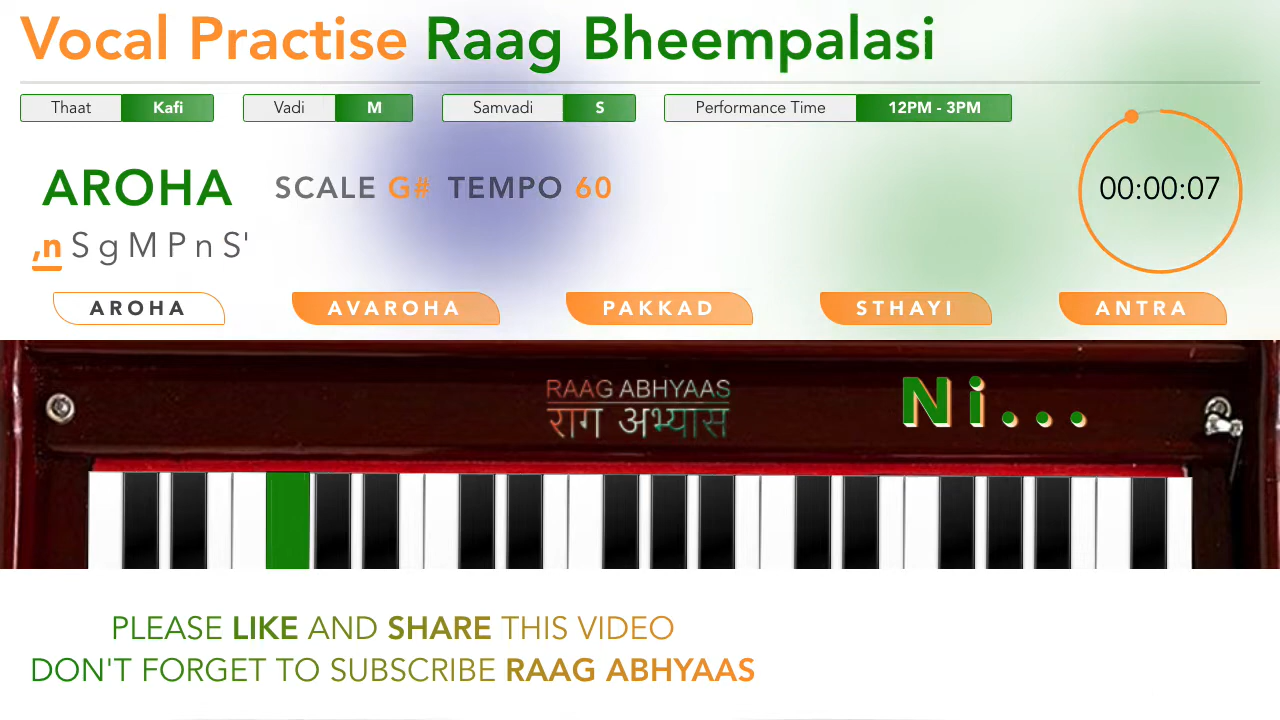 Vocal Practise Raag Bheempalasi
Thaat Kafi Vadi M Samvadi S Performance Time 12PM - 3PM
AROHA SCALE G# TEMPO 60 00:00:07
,n S g M P n S'
AROHA AVAROHA PAKKAD STHAYI ANTRA
RAAG ABHYAAS
राग अभ्यास
Ni...
PLEASE LIKE AND SHARE THIS VIDEO
DON'T FORGET TO SUBSCRIBE RAAG ABHYAAS